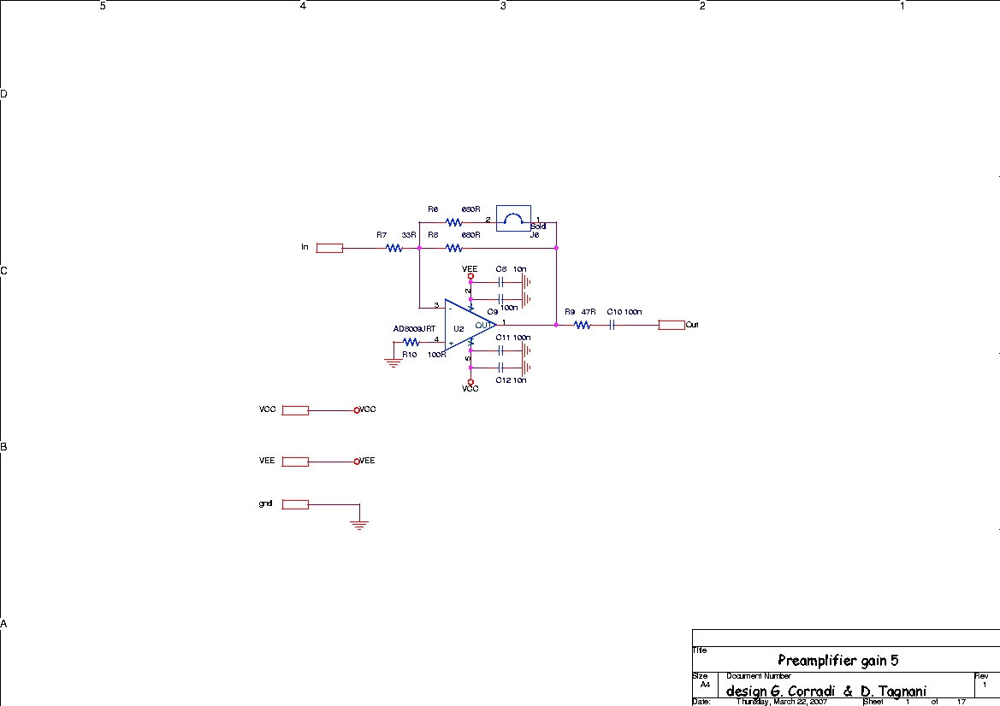 5 4 3 2 1
D
R6 680R
2 1
Sold
J6
R7 33R R8 680R
In
C
VEE C8 10n
2
3 -
C9 100n
AD8009JRT U2 OUT 1
R9 47R C10 100n
Out
4 +
R10 100R
C11 100n
5
C12 10n
VCC
VCC VCC
B
VEE VEE
gnd
A
Title
Preamplifier gain 5
Size Document Number Rev
A4 design G. Corradi & D. Tagnani 1
Date: Thursday, March 22, 2007 Sheet 1 of 17